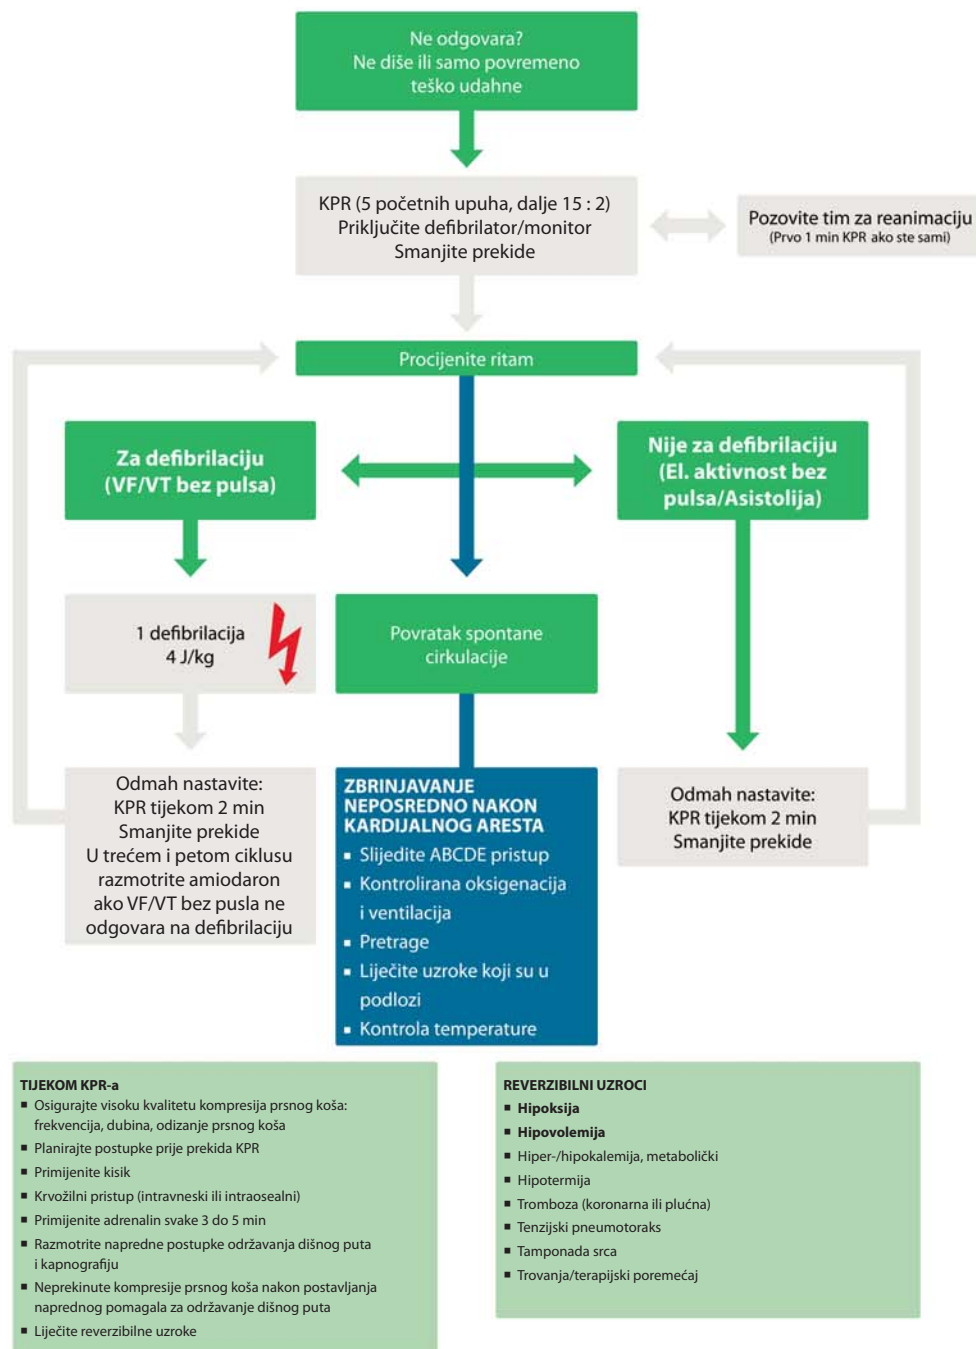 Ne odgovara?
Ne diše ili samo povremeno
teško udahne
KPR (5 početnih upuha, dalje 15 : 2)
Priključite defibrilator/monitor
Smanjite prekide
Pozovite tim za reanimaciju
(Prvo 1 min KPR ako ste sami)
Procijenite ritam
Za defibrilaciju
(VF/VT bez pulsa)
Nije za defibrilaciju
(El. aktivnost bez
pulsa/Asistolija)
1 defibrilacija
4 J/kg
Povratak spontane
cirkulacije
Odmah nastavite:
KPR tijekom 2 min
Smanjite prekide
U trećem i petom ciklusu
razmotrite amiodaron
ako VF/VT bez pusla ne
odgovara na defibrilaciju
ZBRINJAVANJE
NEPOSREDNO NAKON
KARDIJALNOG ARESTA
▪ Slijedite ABCDE pristup
▪ Kontrolirana oksigenacija
i ventilacija
▪ Pretrage
▪ Liječite uzroke koji su u
podlozi
▪ Kontrola temperature
Odmah nastavite:
KPR tijekom 2 min
Smanjite prekide
TIJEKOM KPR-a
▪ Osigurajte visoku kvalitetu kompresija prsnog koša:
frekvencija, dubina, odizanje prsnog koša
▪ Planirajte postupke prije prekida KPR
▪ Primijenite kisik
▪ Krvožilni pristup (intravneski ili intraosealni)
▪ Primijenite adrenalin svake 3 do 5 min
▪ Razmotrite napredne postupke održavanja dišnog puta
i kapnografiju
▪ Neprekinute kompresije prsnog koša nakon postavljanja
naprednog pomagala za održavanje dišnog puta
▪ Liječite reverzibilne uzroke
REVERZIBILNI UZROCI
▪ Hipoksija
▪ Hipovolemija
▪ Hiper-/hipokalemija, metabolički
▪ Hipotermija
▪ Tromboza (koronarna ili plućna)
▪ Tenzijski pneumotoraks
▪ Tamponada srca
▪ Trovanja/terapijski poremećaj